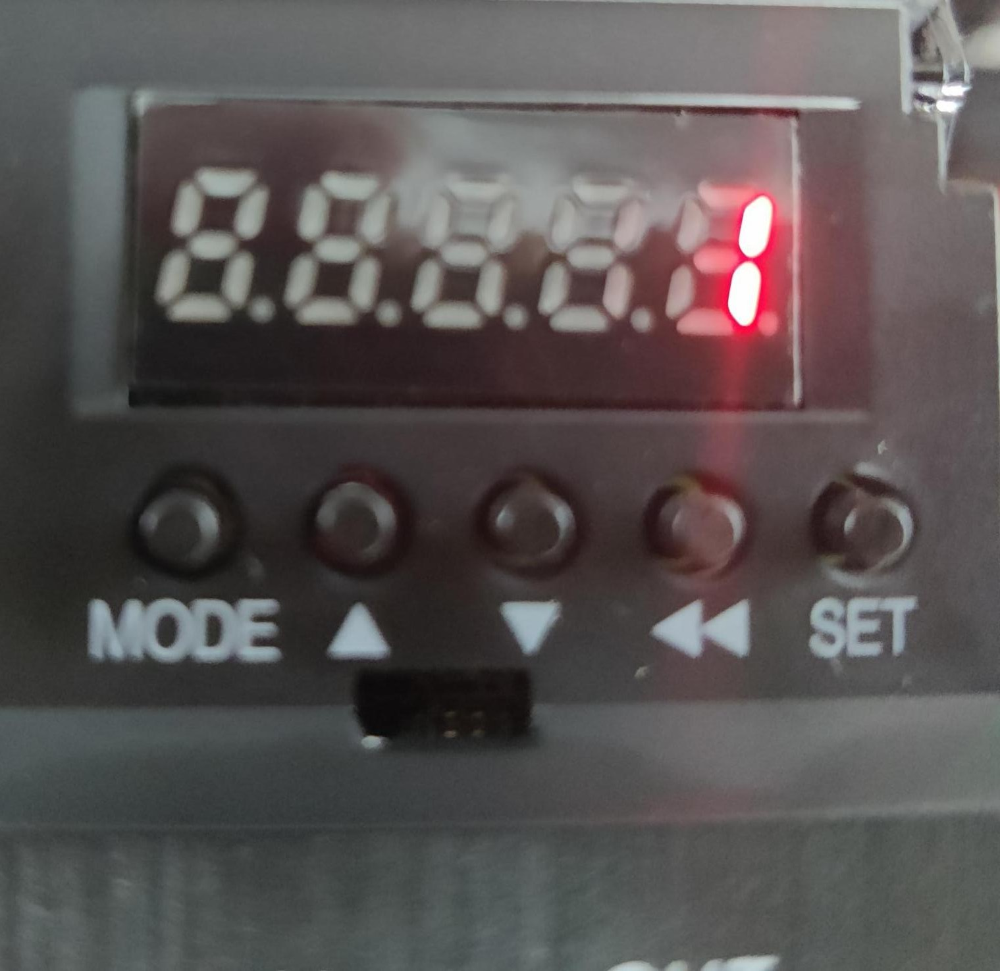 1
MODE ▲ ▼ ◀◀ SET